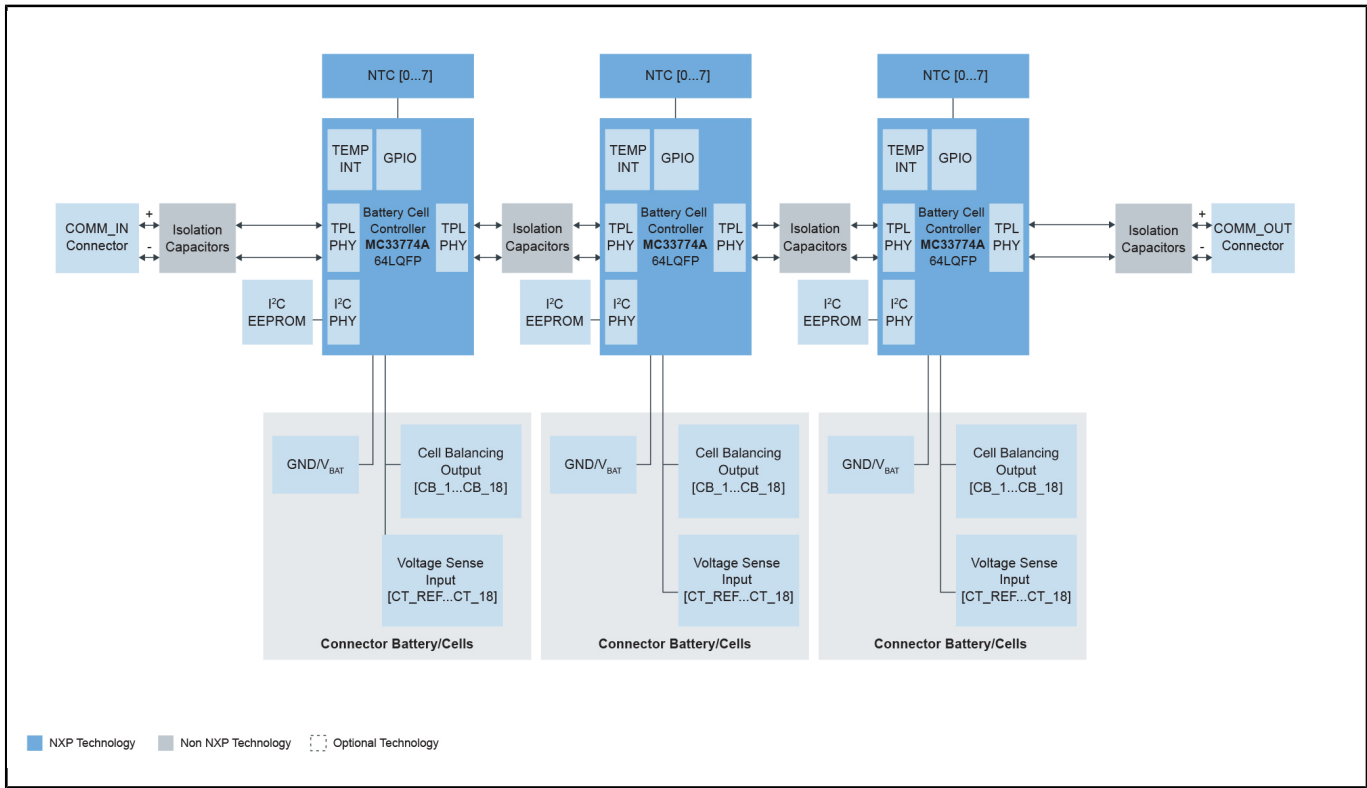 NTC [0...7]
NTC [0...7]
NTC [0...7]
TEMP
INT
GPIO
TEMP
INT
GPIO
TEMP
INT
GPIO
COMM_IN
Connector
+
-
Isolation
Capacitors
TPL
PHY
Battery Cell
Controller
MC33774A
64LQFP
TPL
PHY
Isolation
Capacitors
TPL
PHY
Battery Cell
Controller
MC33774A
64LQFP
TPL
PHY
Isolation
Capacitors
TPL
PHY
Battery Cell
Controller
MC33774A
64LQFP
TPL
PHY
Isolation
Capacitors
+
-
COMM_OUT
Connector
I²C
EEPROM
I²C
PHY
I²C
EEPROM
I²C
PHY
I²C
EEPROM
I²C
PHY
GND/VBAT
Cell Balancing
Output
[CB_1...CB_18]
Voltage Sense
Input
[CT_REF...CT_18]
Connector Battery/Cells
GND/VBAT
Cell Balancing
Output
[CB_1...CB_18]
Voltage Sense
Input
[CT_REF...CT_18]
Connector Battery/Cells
GND/VBAT
Cell Balancing
Output
[CB_1...CB_18]
Voltage Sense
Input
[CT_REF...CT_18]
Connector Battery/Cells
NXP Technology
Non NXP Technology
Optional Technology